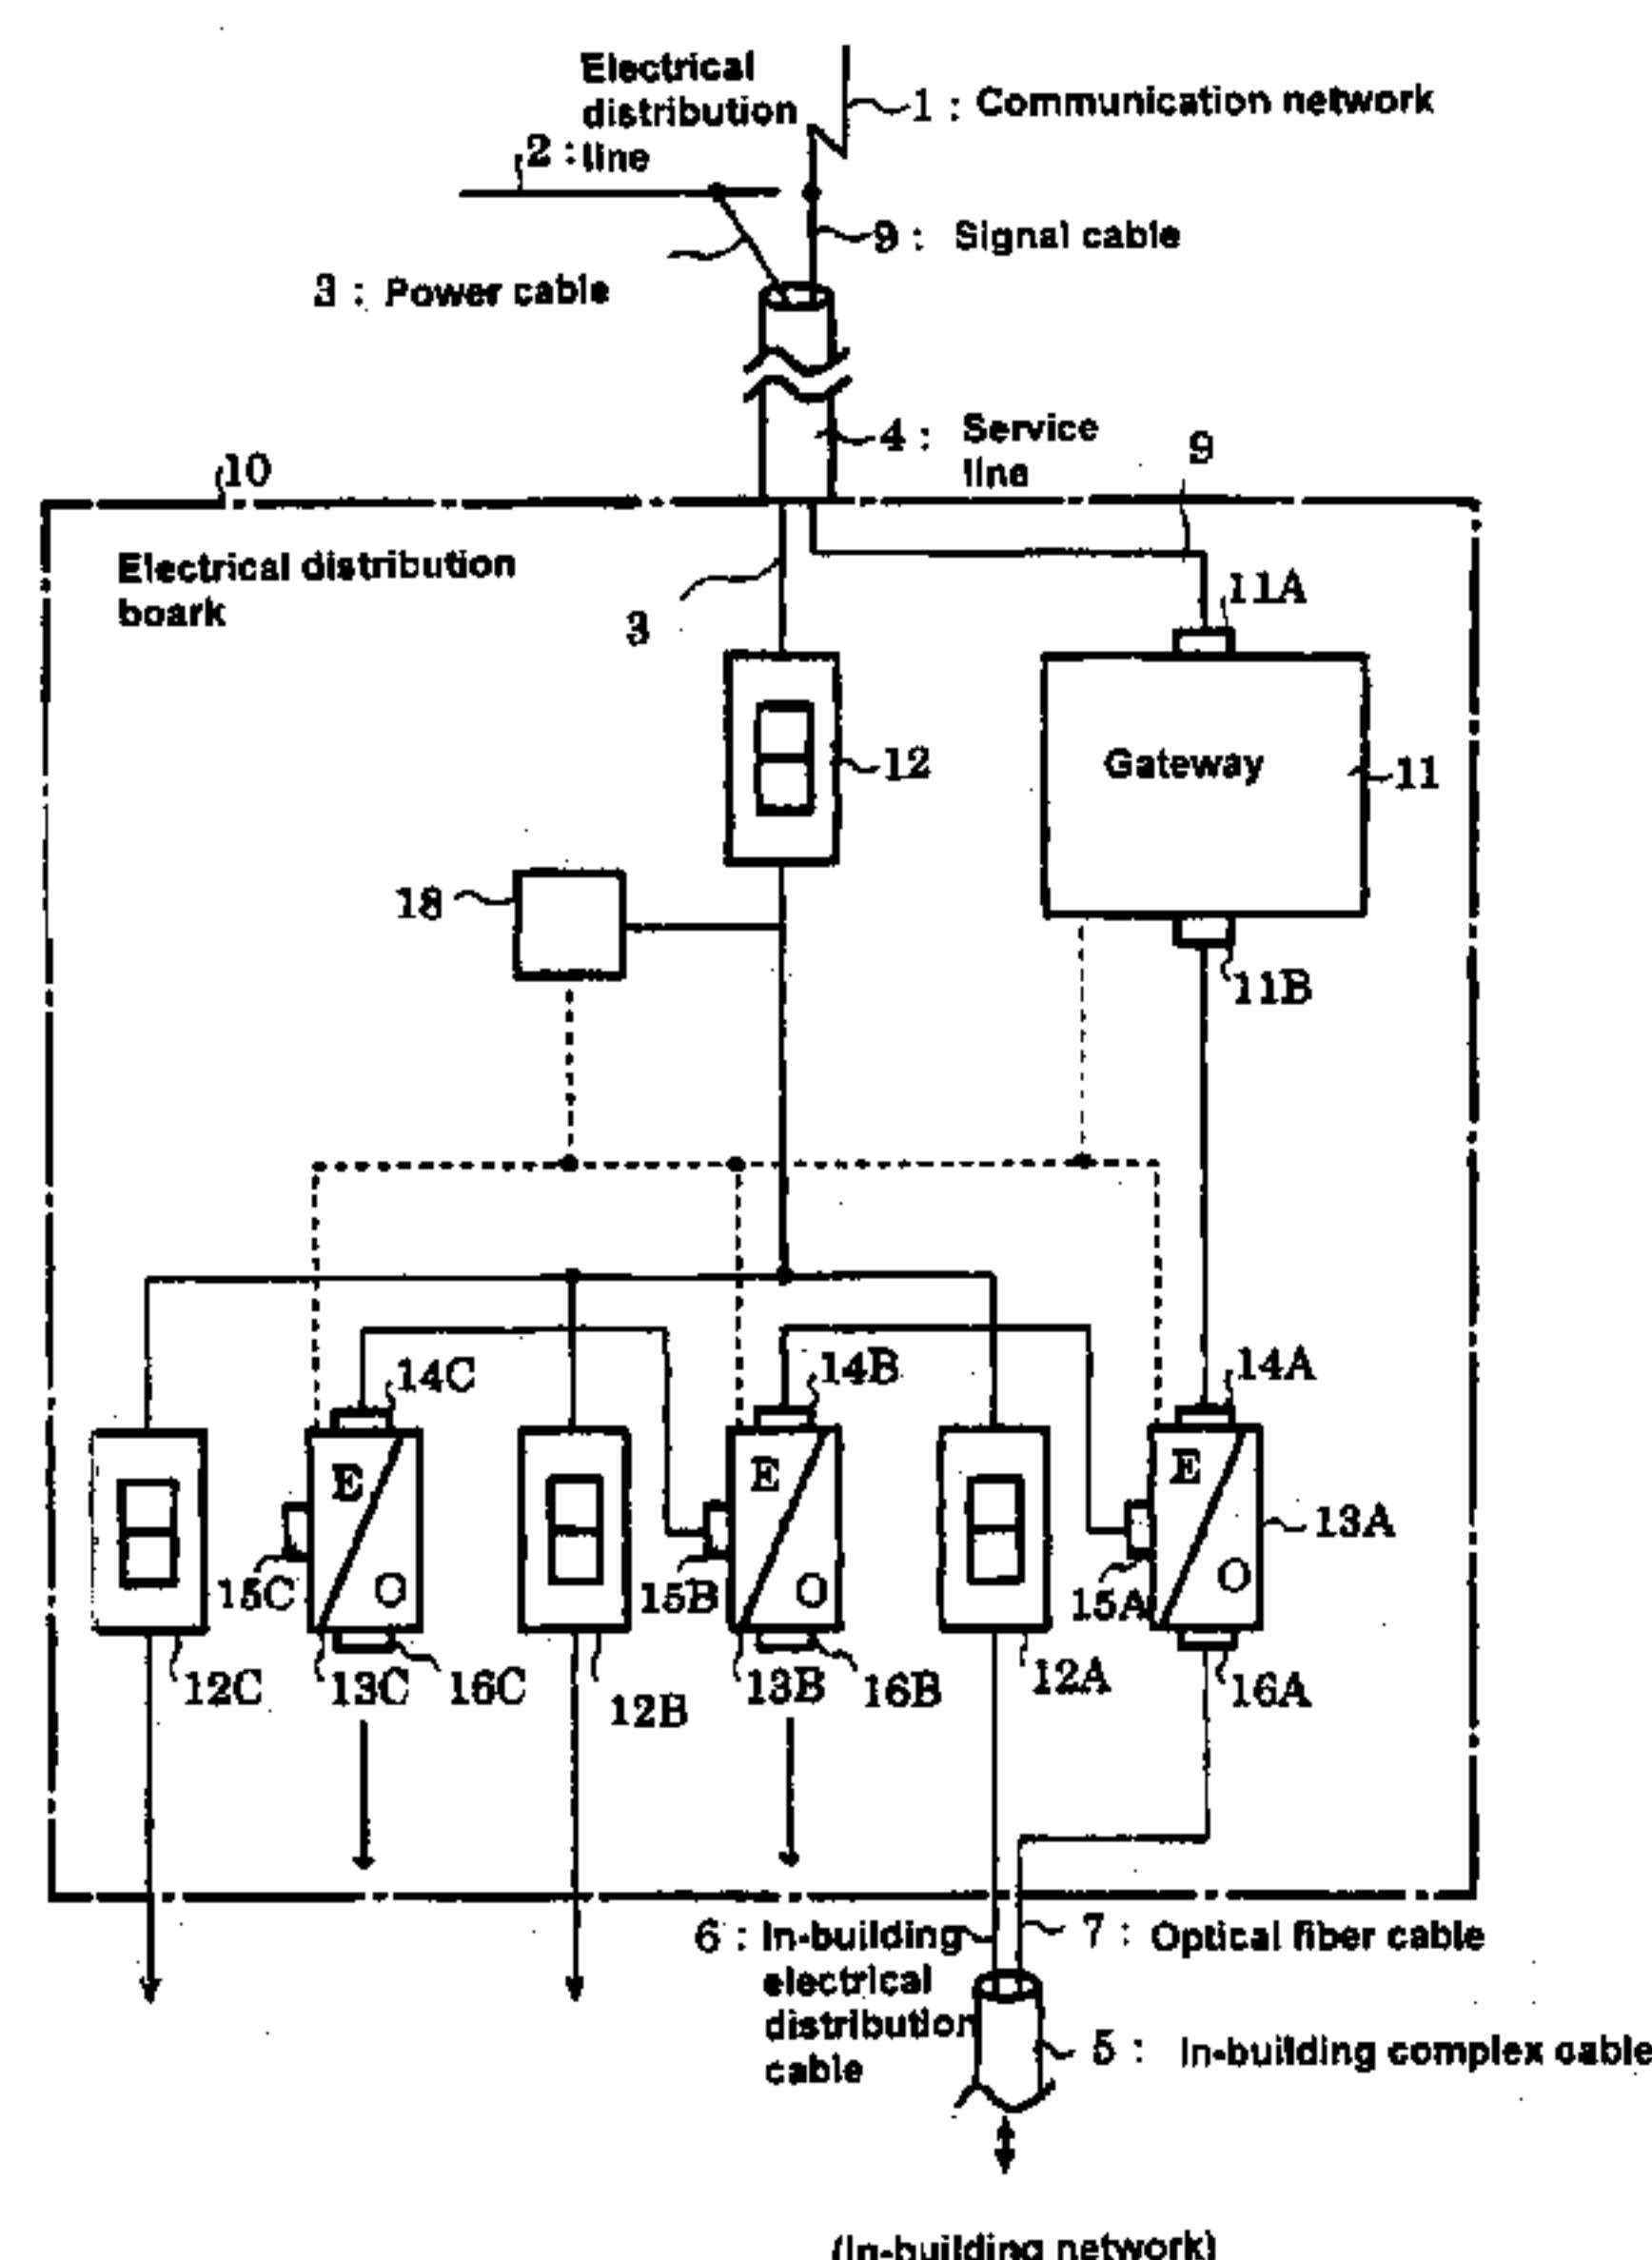 Electrical
distribution
2 : line
1 : Communication network
9 : Signal cable
3 : Power cable
4 : Service
line
9
10
Electrical distribution
boark
3
11A
12
Gateway
11
18
11B
14C
14B
14A
E
E
E
13A
O
O
O
15C
15B
15A
12C
13C
16C
12B
13B
16B
12A
16A
6 : In-building
electrical
distribution
cable
7 : Optical fiber cable
5 : In-building complex cable
(In-building network)